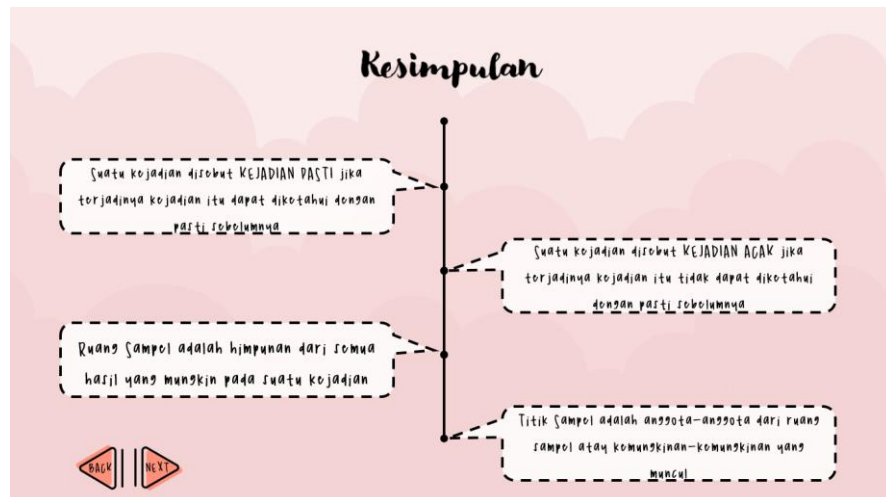 Kesimpulan
Suatu kejadian disebut KEJADIAN PASTI jika
terjadinya kejadian itu dapat diketahui dengan
pasti sebelumnya
Suatu kejadian disebut KEJADIAN ACAK jika
terjadinya kejadian itu tidak dapat diketahui
dengan pasti sebelumnya
Ruang Sampel adalah himpunan dari semua
hasil yang mungkin pada suatu kejadian
Titik Sampel adalah anggota-anggota dari ruang
sampel atay kemungkinan-kemungkinan yang
muncul
BACK NEXT